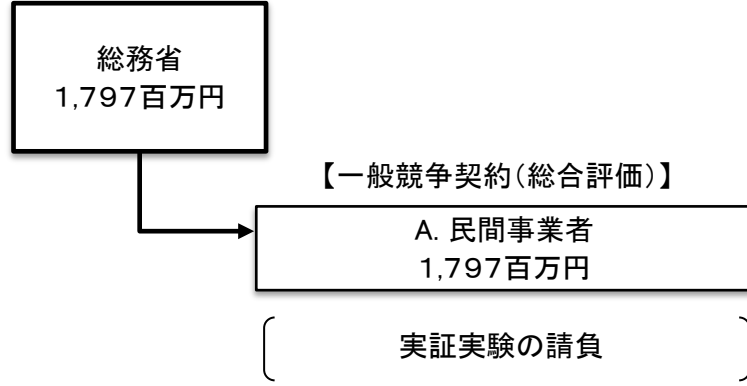 総務省
1,797百万円
【一般競争契約(総合評価)】
A. 民間事業者
1,797百万円
実証実験の請負